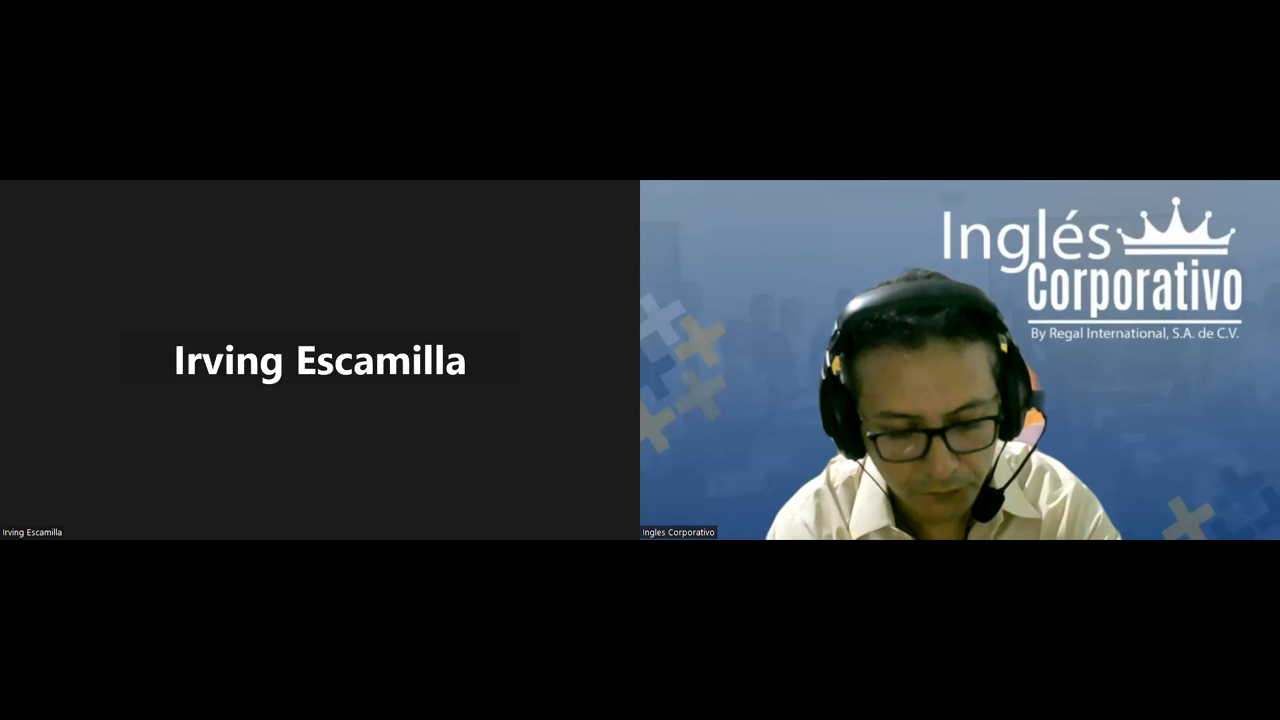 Irving Escamilla
Irving Escamilla
Inglés
Corporativo
By Regal International, S.A. de C.V.
Ingles Corporativo